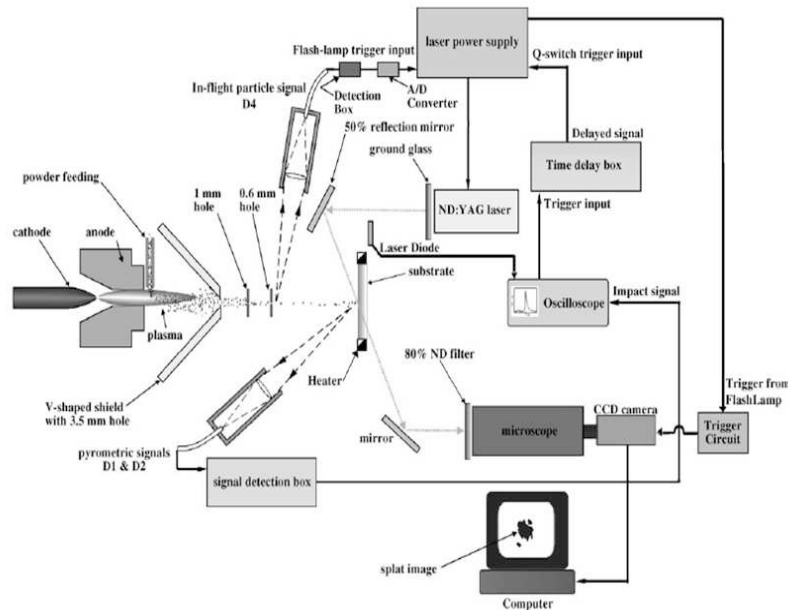 laser power supply
Flash-lamp trigger input
Q-switch trigger input
In-flight particle signal
D4
Detection
Box
A/D
Converter
50% reflection mirror
ground glass
Delayed signal
Time delay box
powder feeding
1 mm
hole
0.6 mm
hole
ND:YAG laser
Trigger input
cathode
anode
Laser Diode
substrate
Oscilloscope
Impact signal
plasma
80% ND filter
Heater
V-shaped shield
with 3.5 mm hole
Trigger from
FlashLamp
CCD camera
mirror
microscope
Trigger
Circuit
pyrometric signals
D1 & D2
signal detection box
splat image
Computer